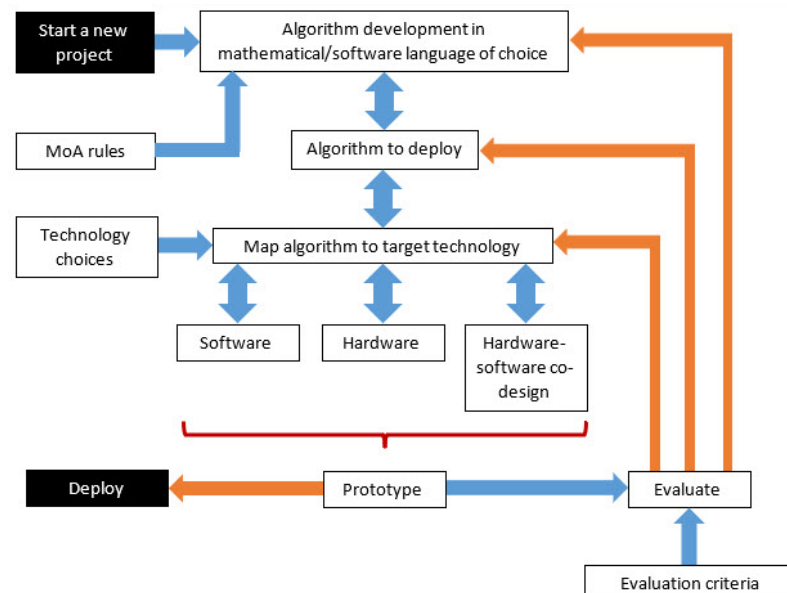 Start a new
project
Algorithm development in
mathematical/software language of choice
MoA rules
Algorithm to deploy
Technology
choices
Map algorithm to target technology
Software
Hardware
Hardware-
software co-
design
Deploy
Prototype
Evaluate
Evaluation criteria